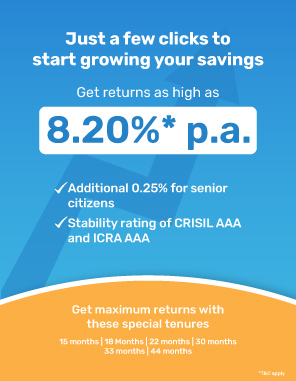 Just a few clicks to
start growing your savings
Get returns as high as
8.20%* p.a.
Additional 0.25% for senior
citizens
Stability rating of CRISIL AAA
and ICRA AAA
Get maximum returns with
these special tenures
15 months | 18 Months | 22 months | 30 months
33 months | 44 months
*T&C apply